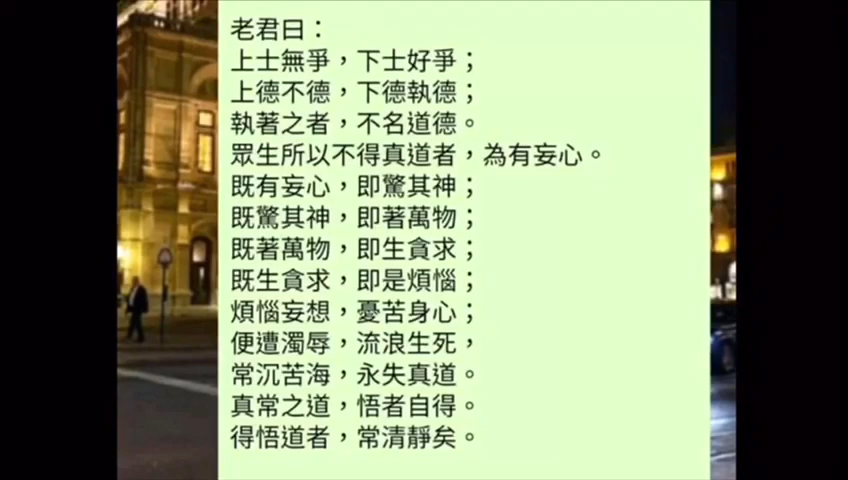 老君曰：
上士無爭，下士好爭；
上德不德，下德執德；
執著之者，不名道德。
眾生所以不得真道者，為有妄心。
既有妄心，即驚其神；
既驚其神，即著萬物；
既著萬物，即生貪求；
既生貪求，即是煩惱；
煩惱妄想，憂苦身心；
便遭濁辱，流浪生死，
常沉苦海，永失真道。
真常之道，悟者自得。
得悟道者，常清靜矣。